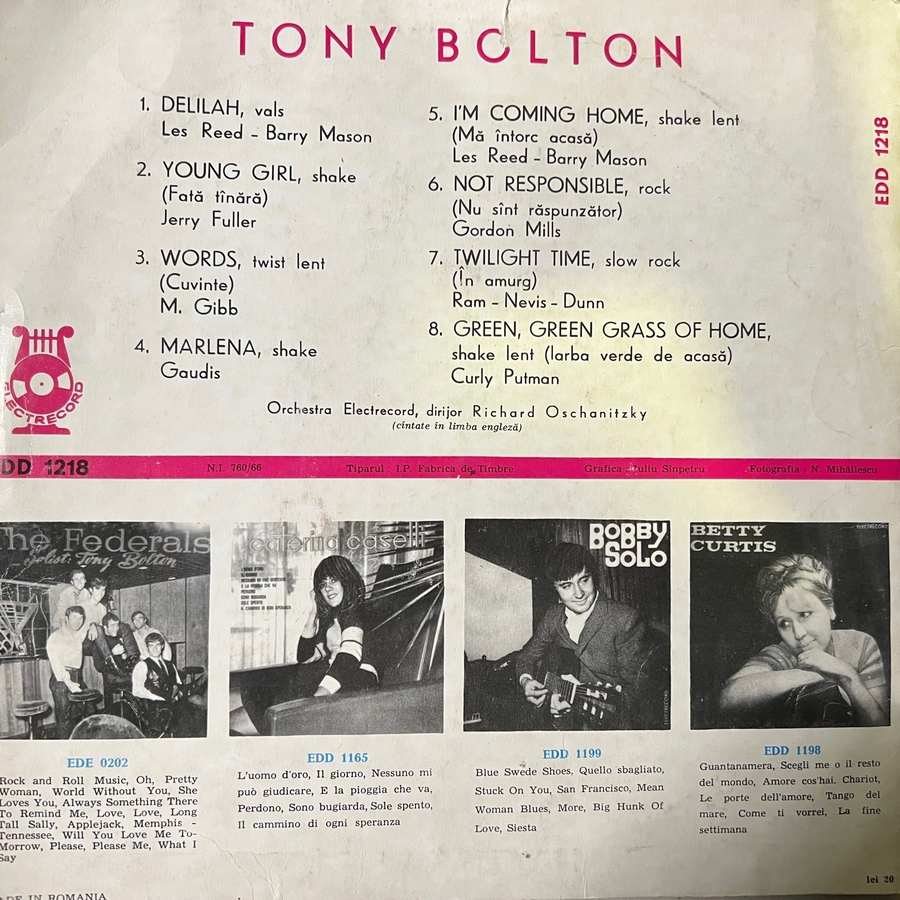 TONY BOLTON
1. DELILAH, vals
Les Reed - Barry Mason
2. YOUNG GIRL, shake
(Fată tînără)
Jerry Fuller
3. WORDS, twist lent
(Cuvinte)
M. Gibb
4. MARLENA, shake
Gaudis
5. I'M COMING HOME, shake lent
(Mă întorc acasă)
Les Reed - Barry Mason
6. NOT RESPONSIBLE, rock
(Nu sînt răspunzător)
Gordon Mills
7. TWILIGHT TIME, slow rock
(În amurg)
Ram - Nevis - Dunn
8. GREEN, GREEN GRASS OF HOME,
shake lent (Iarba verde de acasă)
Curly Putman
EDD 1218
ELECTRECORD
Orchestra Electrecord, dirijor Richard Oschanitzky
(cîntate în limba engleză)
DD 1218 N.I. 760/66 Tiparul: I.P. Fabrica de Timbre Grafica Iuliu Sînpetru Fotografia: N. Mihăilescu
The Federals
Solist: Tony Bolton
caterina caselli
BOBBY
SOLO
BETTY
CURTIS
EDE 0202
Rock and Roll Music, Oh, Pretty
Woman, World Without You, She
Loves You, Always Something There
To Remind Me, Love, Love, Long
Tall Sally, Applejack, Memphis -
Tennessee, Will You Love Me To-
Morrow, Please, Please Me, What I
Say
EDD 1165
L'uomo d'oro, Il giorno, Nessuno mi
può giudicare, E la pioggia che va,
Perdono, Sono bugiarda, Sole spento,
Il cammino di ogni speranza
EDD 1199
Blue Swede Shoes, Quello sbagliato,
Stuck On You, San Francisco, Mean
Woman Blues, More, Big Hunk Of
Love, Siesta
EDD 1198
Guantanamera, Scegli me o il resto
del mondo, Amore cos'hai. Chariot,
Le porte dell'amore, Tango del
mare, Come ti vorrei, La fine
settimana
lei 20
ADE IN ROMANIA